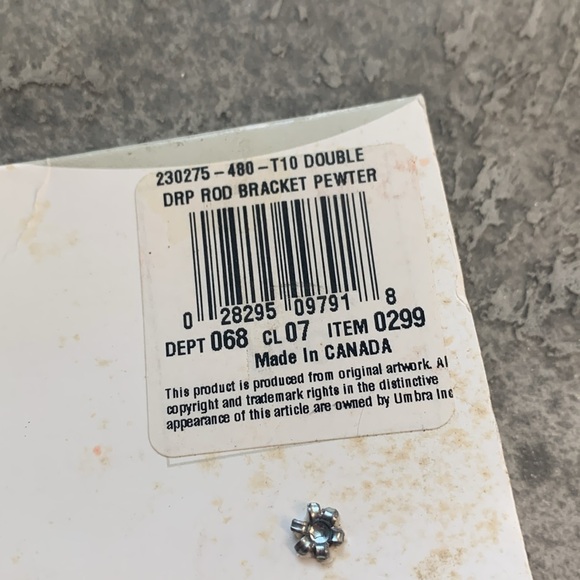 230275-480-T10 DOUBLE
DRP ROD BRACKET PEWTER
0 28295 09791 8
DEPT 068 CL 07 ITEM 0299
Made In CANADA
This product is produced from original artwork. Al
copyright and trademark rights in the distinctive
appearance of this article are owned by Umbra Inc